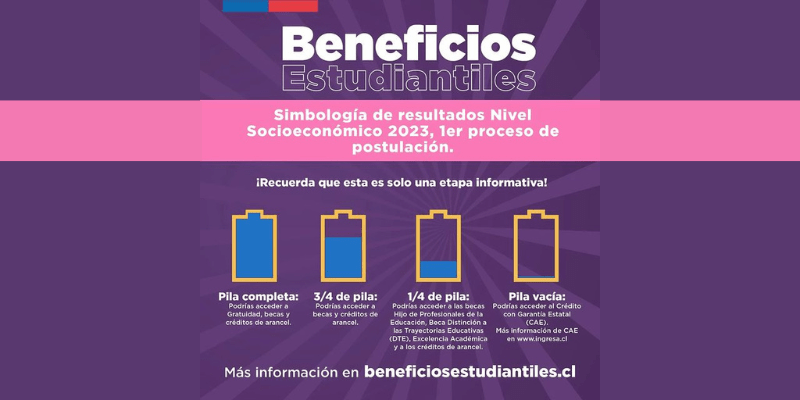 Beneficios
Estudiantiles
Simbología de resultados Nivel
Socioeconómico 2023, 1er proceso de
postulación.
¡Recuerda que esta es solo una etapa informativa!
Pila completa:
Podrías acceder a
Gratuidad, becas y
créditos de arancel.
3/4 de pila:
Podrías acceder a
becas y créditos de
arancel.
1/4 de pila:
Podrías acceder a las becas
Hijo de Profesionales de la
Educación, Beca Distinción a
las Trayectorias Educativas
(DTE), Excelencia Académica
y a los créditos de arancel.
Pila vacía:
Podrías acceder al Crédito
con Garantía Estatal
(CAE).
Más información de CAE
en www.ingresa.cl
Más información en beneficiosestudiantiles.cl